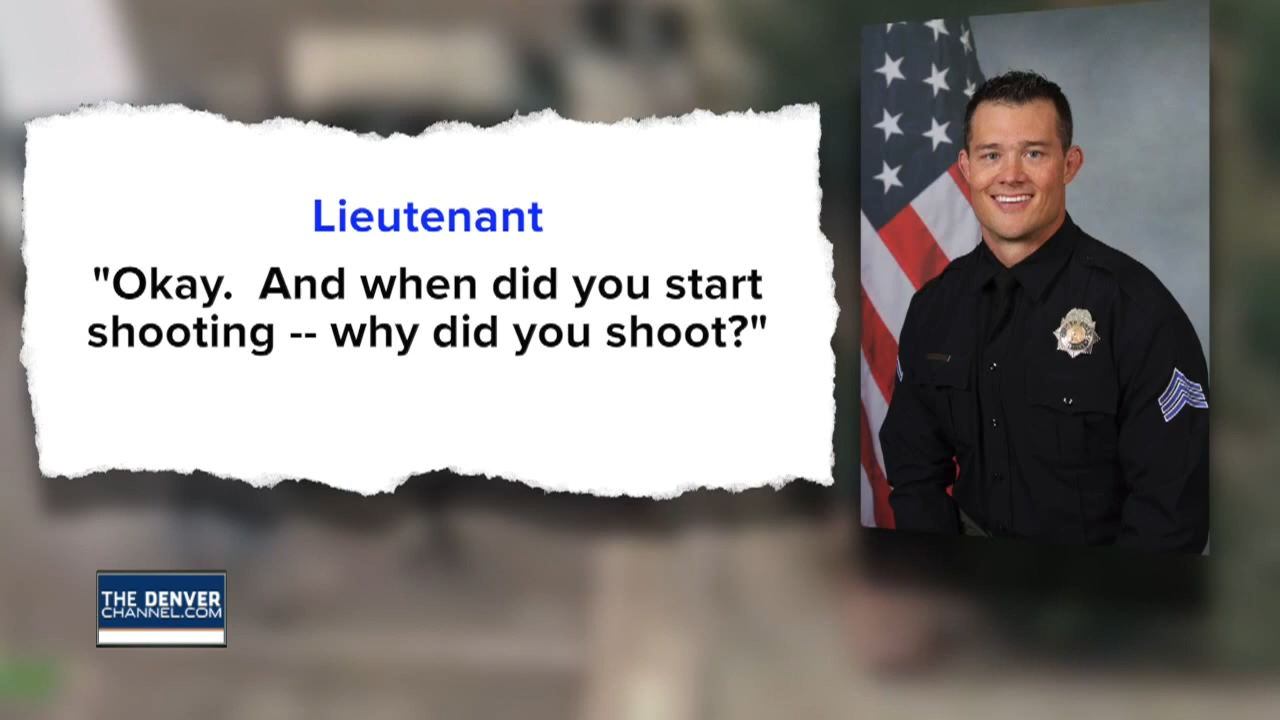 Lieutenant
"Okay.  And when did you start
shooting -- why did you shoot?"
THE DENVER
CHANNEL.COM